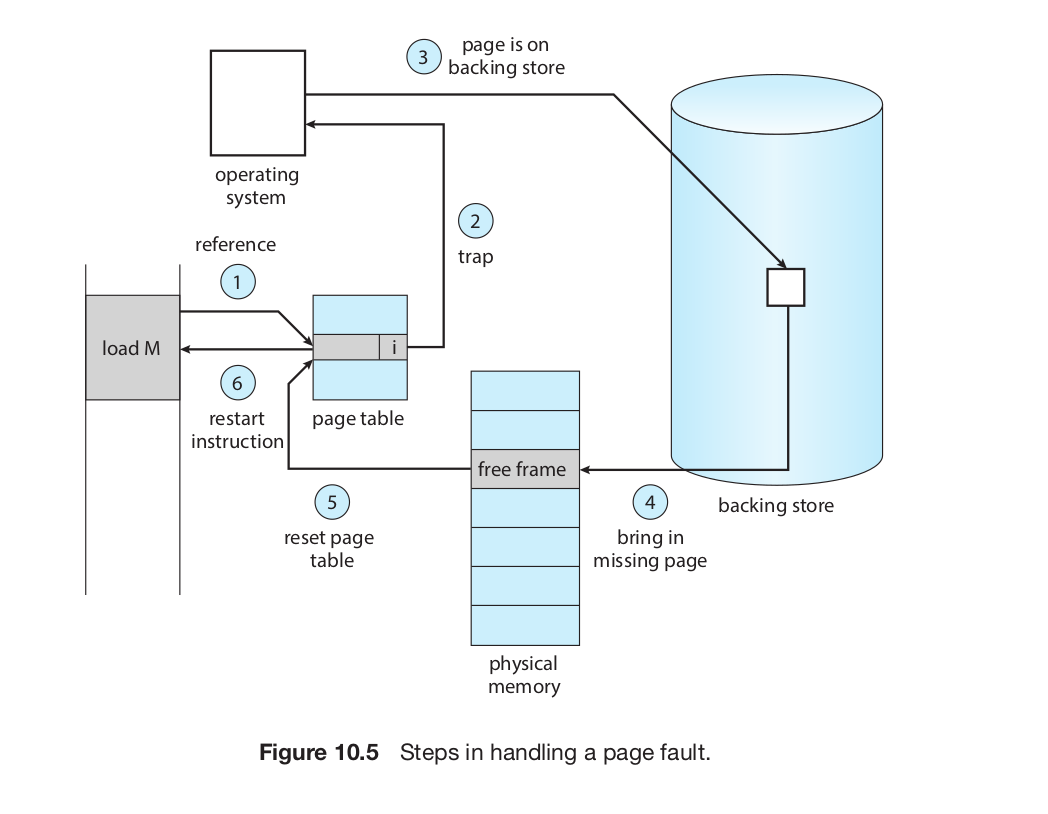 3
page is on
backing store
operating
system
2
trap
reference
1
load M
i
6
restart
instruction
page table
free frame
5
reset page
table
4
bring in
missing page
backing store
physical
memory
Figure 10.5 Steps in handling a page fault.